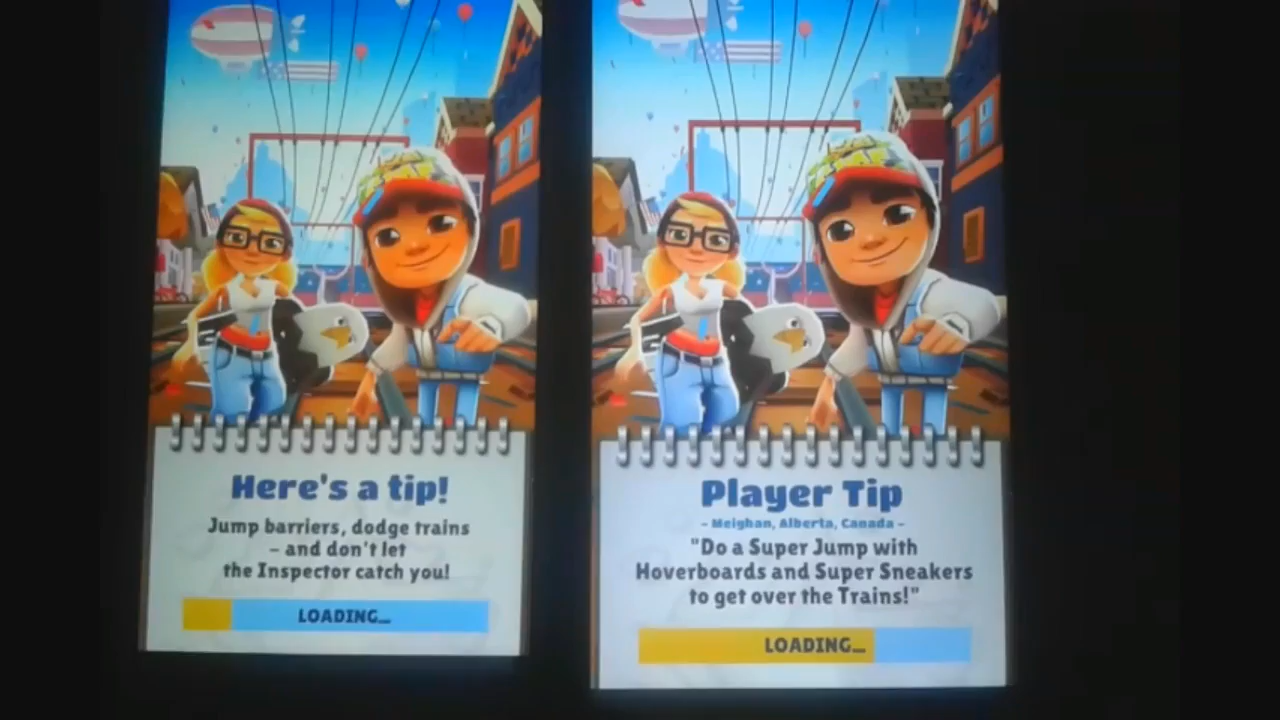 Here's a tip!
Jump barriers, dodge trains
– and don't let
the Inspector catch you!
LOADING...
Player Tip
- Meighan, Alberta, Canada -
"Do a Super Jump with
Hoverboards and Super Sneakers
to get over the Trains!"
LOADING...